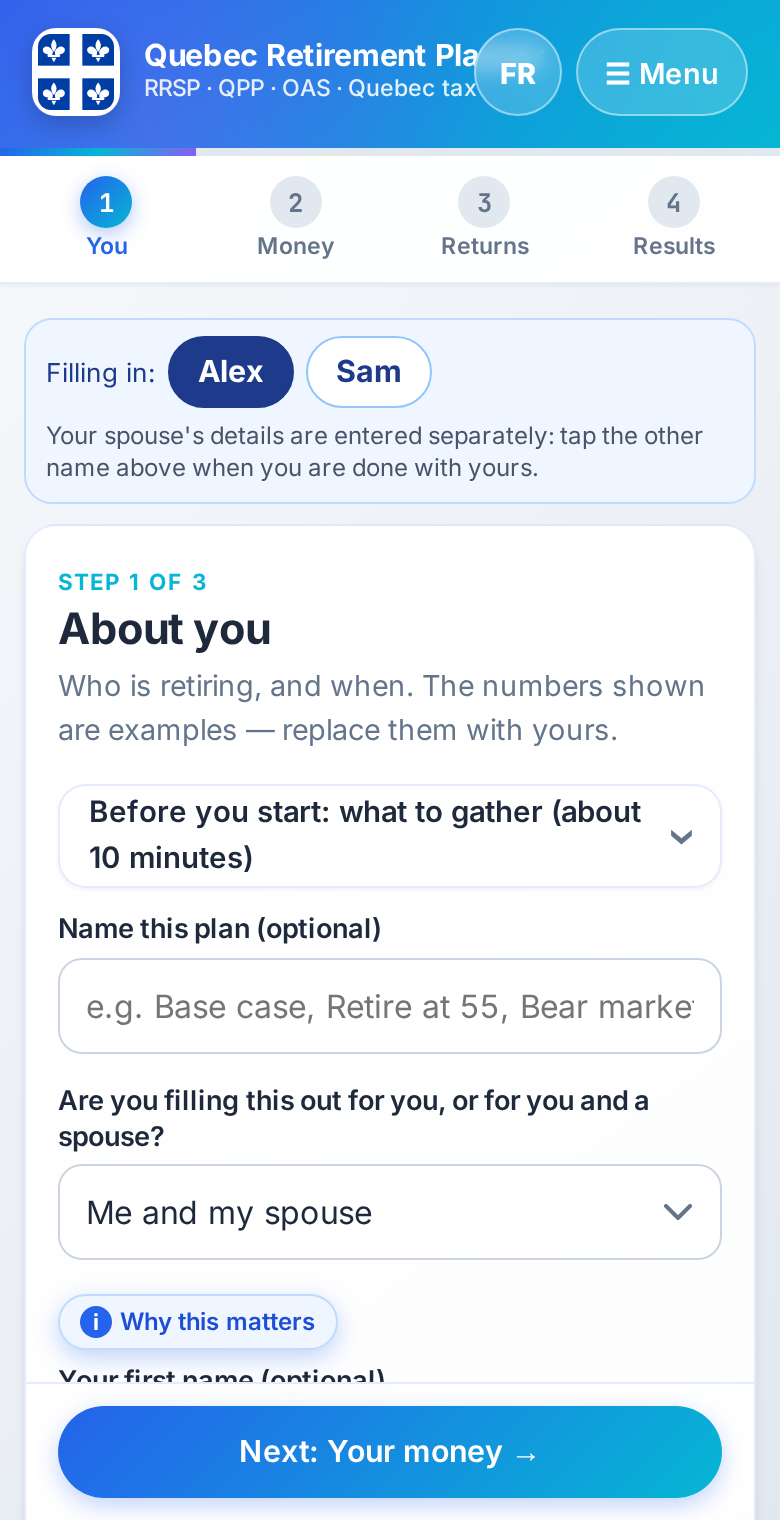 Quebec Retirement Pla
RRSP · QPP · OAS · Quebec tax
FR
☰ Menu
1
You
2
Money
3
Returns
4
Results
Filling in:
Alex
Sam
Your spouse's details are entered separately: tap the other
name above when you are done with yours.
STEP 1 OF 3
About you
Who is retiring, and when. The numbers shown
are examples — replace them with yours.
Before you start: what to gather (about
10 minutes)
Name this plan (optional)
e.g. Base case, Retire at 55, Bear market
Are you filling this out for you, or for you and a
spouse?
Me and my spouse
i Why this matters
Your first name (optional)
Next: Your money →